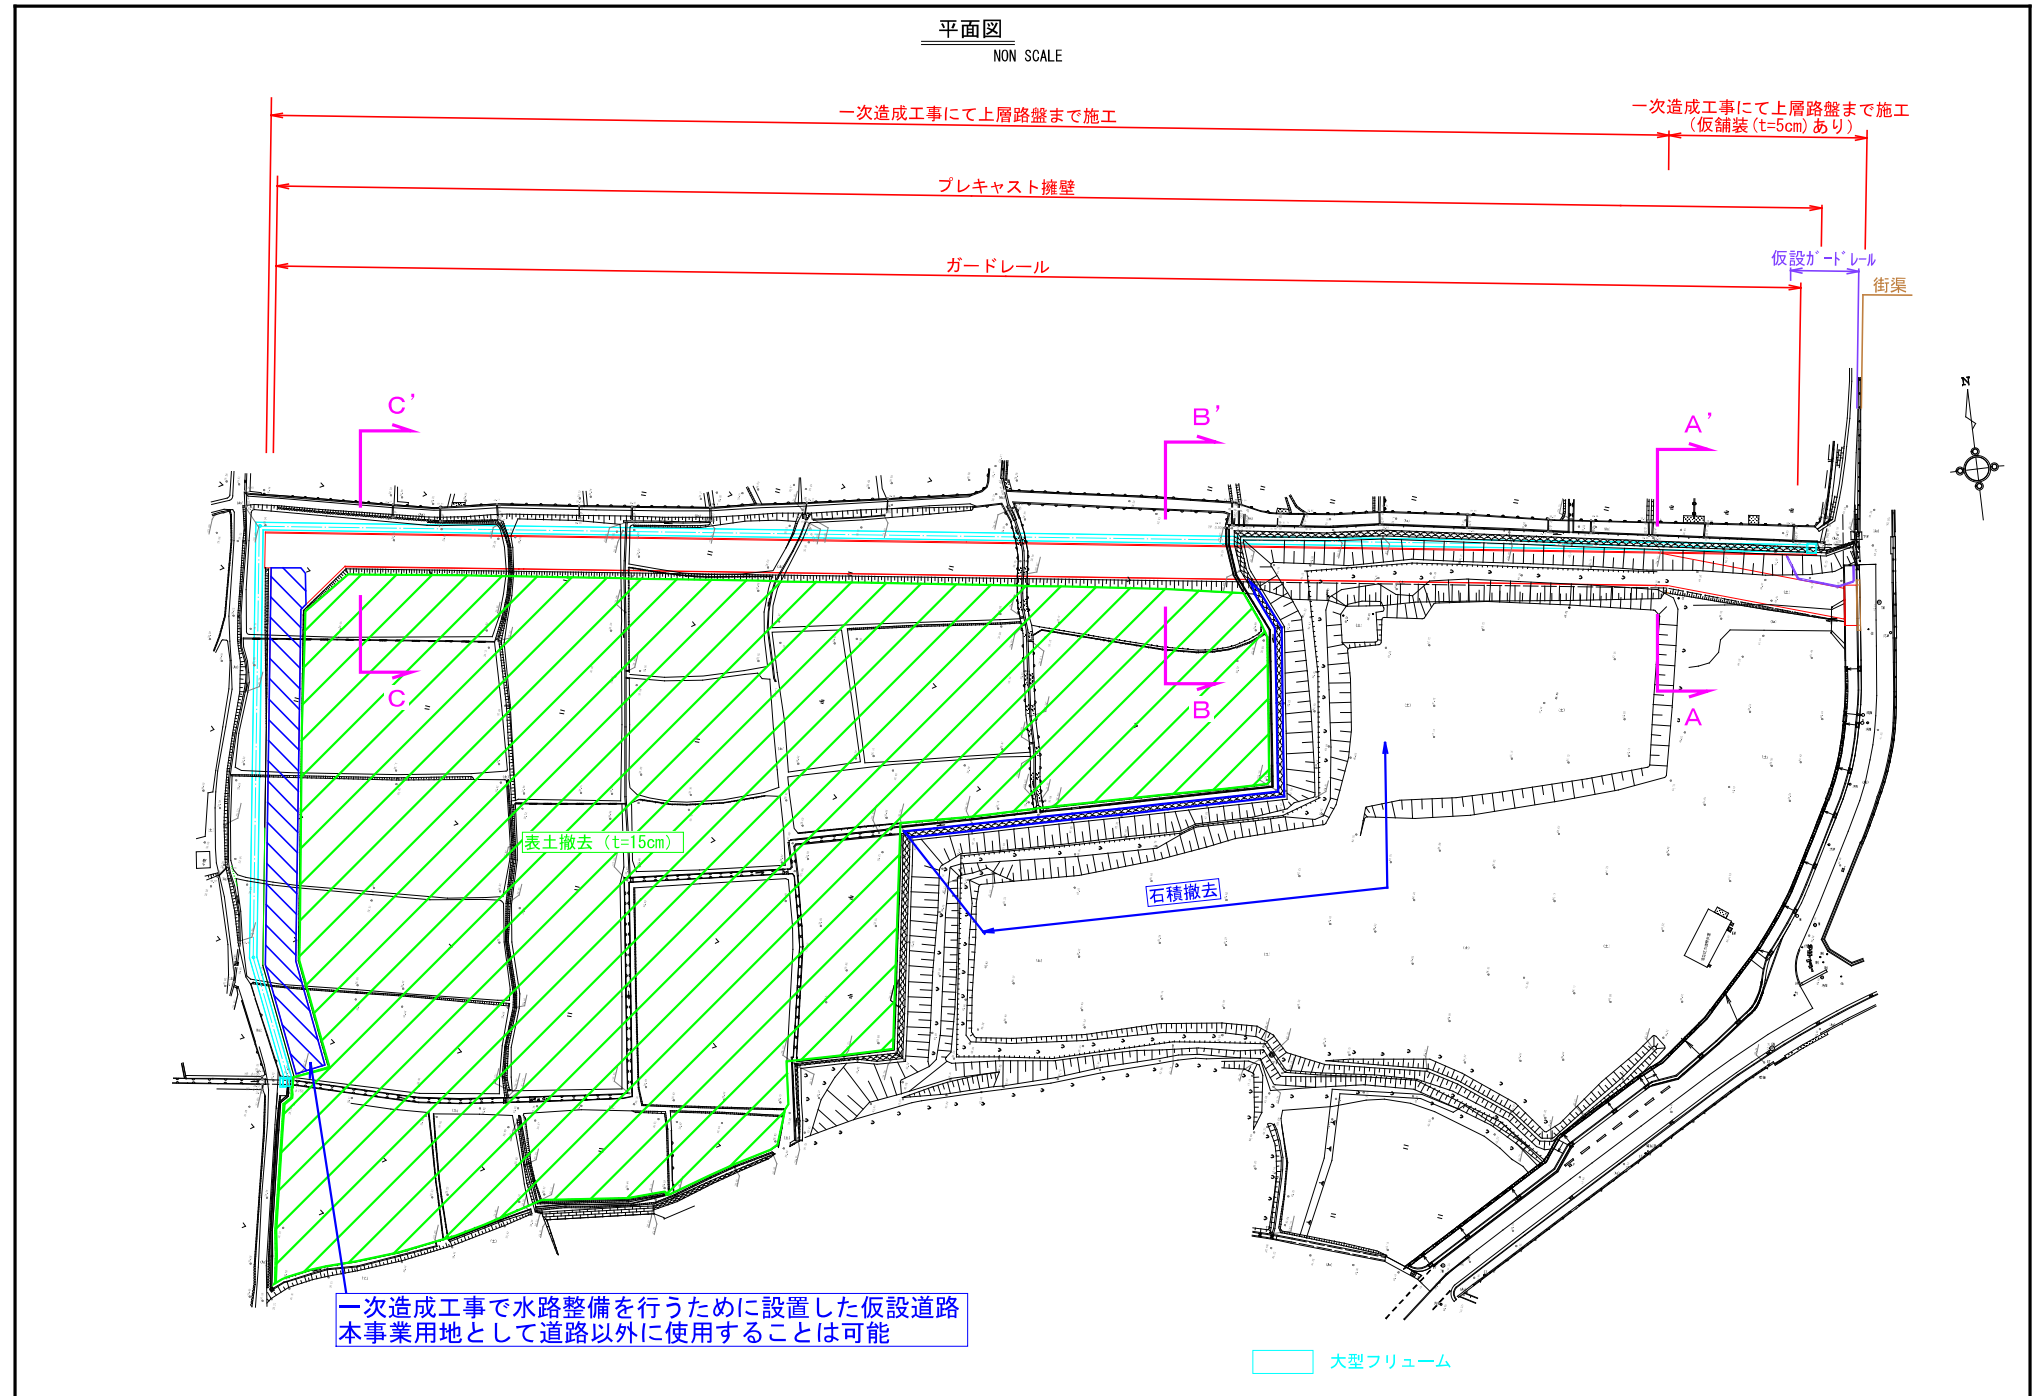 平面図
NON SCALE
一次造成工事にて上層路盤まで施工
一次造成工事にて上層路盤まで施工
(仮舗装(t=5cm)あり)
プレキャスト擁壁
ガードレール
仮設ガードレール
街渠
N
C'
B'
A'
C
B
A
表土撤去 (t=15cm)
石積撤去
一次造成工事で水路整備を行うために設置した仮設道路
本事業用地として道路以外に使用することは可能
大型フリューム